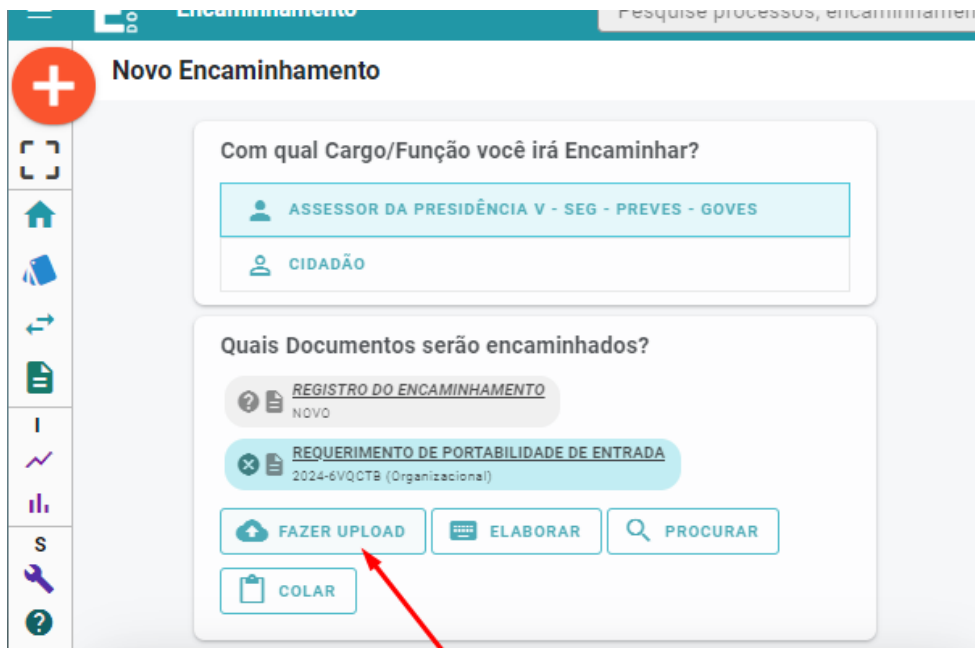 Encaminhamento
Pesquise processos, encaminhamen
Novo Encaminhamento
Com qual Cargo/Função você irá Encaminhar?
ASSESSOR DA PRESIDÊNCIA V - SEG - PREVES - GOVES
CIDADÃO
Quais Documentos serão encaminhados?
REGISTRO DO ENCAMINHAMENTO
NOVO
REQUERIMENTO DE PORTABILIDADE DE ENTRADA
2024-6VQCTB (Organizacional)
FAZER UPLOAD
ELABORAR
PROCURAR
COLAR
I
S